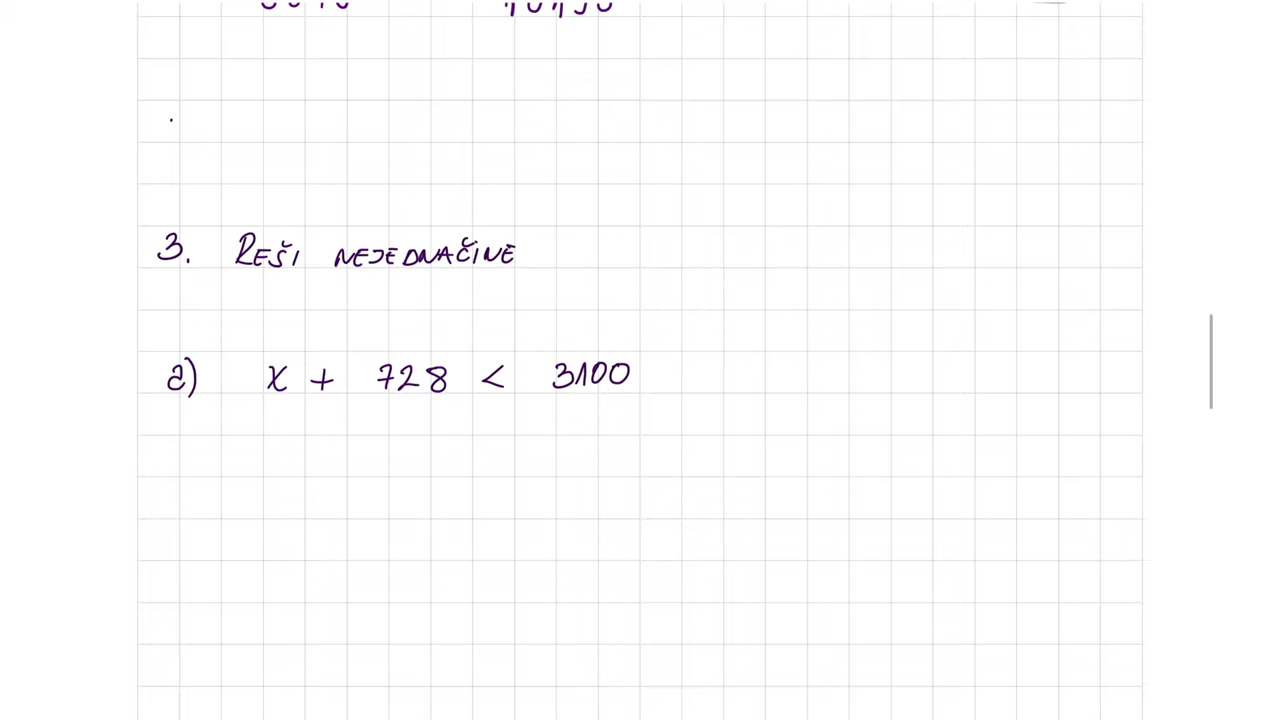 3. REŠI NEJEDNAČINE
a) x + 728 < 3100